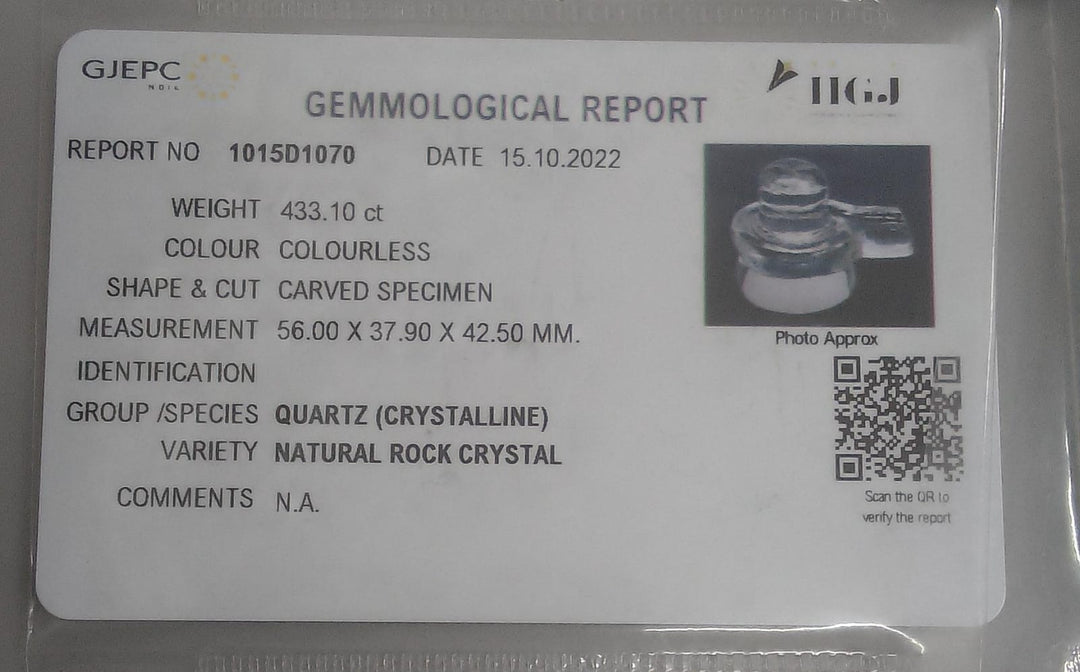 GJEPC
INDIA
IIGJ
GEMMOLOGICAL REPORT
REPORT NO 1015D1070 DATE 15.10.2022
WEIGHT 433.10 ct
COLOUR COLOURLESS
SHAPE & CUT CARVED SPECIMEN
MEASUREMENT 56.00 X 37.90 X 42.50 MM.
IDENTIFICATION
GROUP /SPECIES QUARTZ (CRYSTALLINE)
VARIETY NATURAL ROCK CRYSTAL
COMMENTS N.A.
Photo Approx
Scan the QR to
verify the report